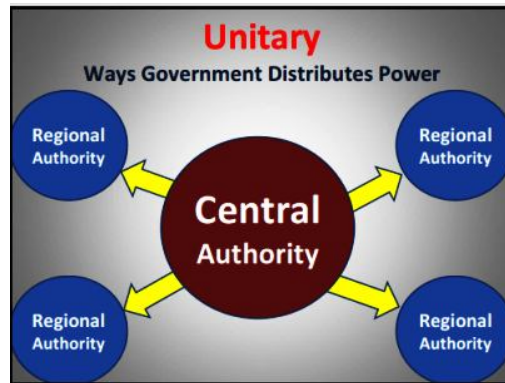 Unitary
Ways Government Distributes Power
Regional
Authority
Regional
Authority
Central
Authority
Regional
Authority
Regional
Authority